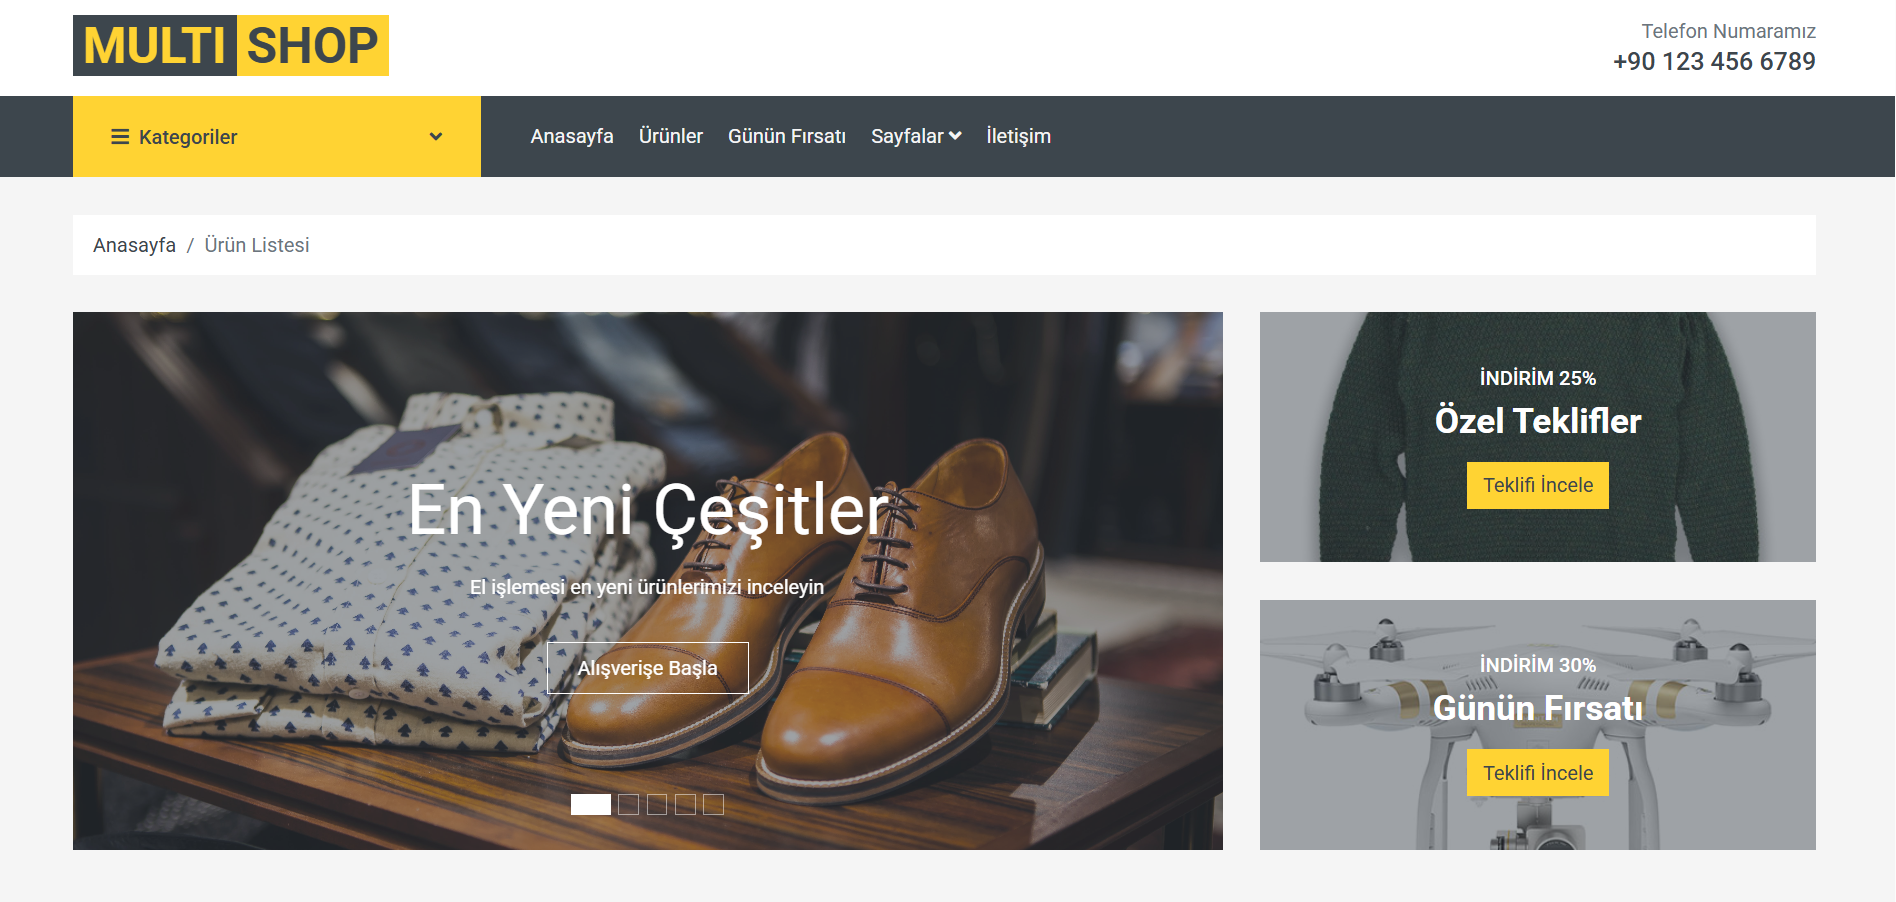 MULTI SHOP
Telefon Numaramız
+90 123 456 6789
Kategoriler
Anasayfa Ürünler Günün Fırsatı Sayfalar İletişim
Anasayfa / Ürün Listesi
En Yeni Çeşitler
El işlemesi en yeni ürünlerimizi inceleyin
Alışverişe Başla
İNDİRİM 25%
Özel Teklifler
Teklifi İncele
İNDİRİM 30%
Günün Fırsatı
Teklifi İncele